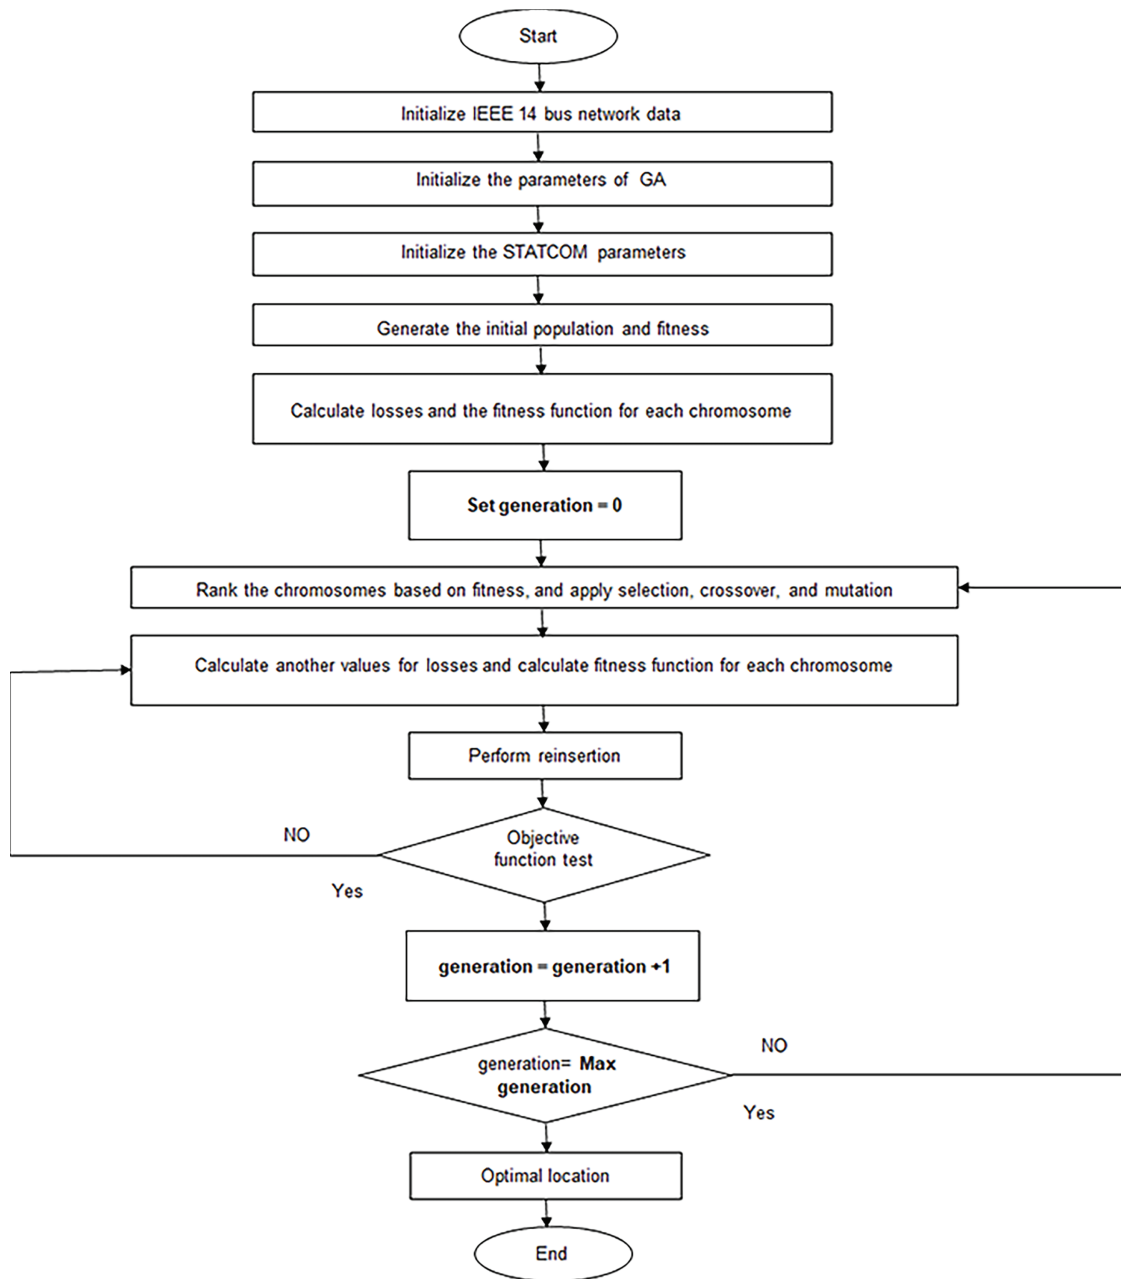 Start
Initialize IEEE 14 bus network data
Initialize the parameters of GA
Initialize the STATCOM parameters
Generate the initial population and fitness
Calculate losses and the fitness function for each chromosome
Set generation = 0
Rank the chromosomes based on fitness, and apply selection, crossover, and mutation
Calculate another values for losses and calculate fitness function for each chromosome
Perform reinsertion
NO
Objective
function test
Yes
generation = generation +1
NO
generation= Max
generation
Yes
Optimal location
End